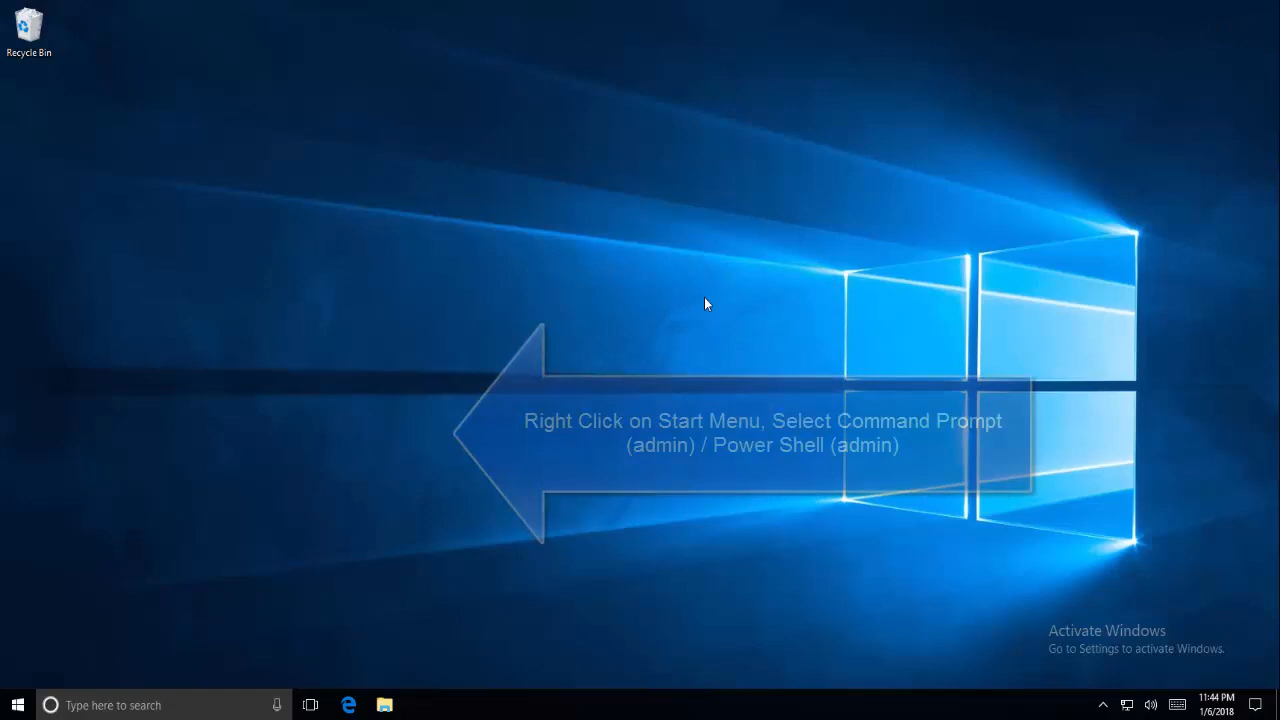 Recycle Bin
Right Click on Start Menu, Select Command Prompt
(admin) / Power Shell (admin)
Activate Windows
Go to Settings to activate Windows.
Type here to search
11:44 PM
1/6/2018